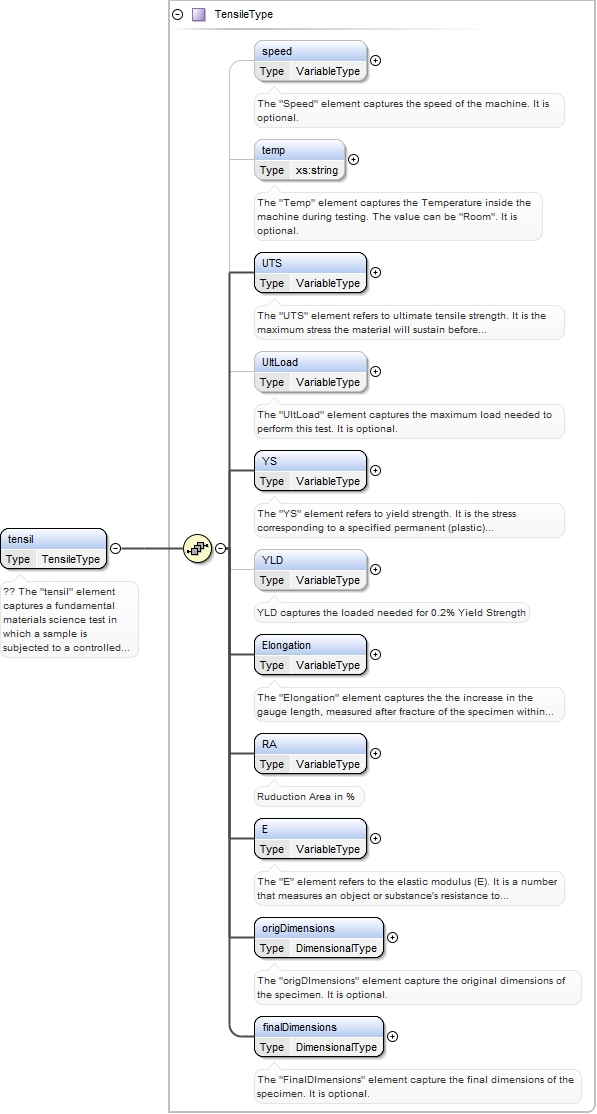 TensileType
speed
Type VariableType
The "Speed" element captures the speed of the machine. It is
optional.
temp
Type xs:string
The "Temp" element captures the Temperature inside the
machine during testing. The value can be "Room". It is
optional.
UTS
Type VariableType
The "UTS" element refers to ultimate tensile strength. It is the
maximum stress the material will sustain before...
UltLoad
Type VariableType
The "UltLoad" element captures the maximum load needed to
perform this test. It is optional.
YS
Type VariableType
The "YS" element refers to yield strength. It is the stress
corresponding to a specified permanent (plastic)...
tensil
Type TensileType
?? The "tensil" element
captures a fundamental
materials science test in
which a sample is
subjected to a controlled...
YLD
Type VariableType
YLD captures the loaded needed for 0.2% Yield Strength
Elongation
Type VariableType
The "Elongation" element captures the the increase in the
gauge length, measured after fracture of the specimen within...
RA
Type VariableType
Ruduction Area in %
E
Type VariableType
The "E" element refers to the elastic modulus (E). It is a number
that measures an object or substance's resistance to...
origDimensions
Type DimensionalType
The "origDImensions" element capture the original dimensions of
the specimen. It is optional.
finalDimensions
Type DimensionalType
The "FinalDImensions" element capture the final dimensions of the
specimen. It is optional.